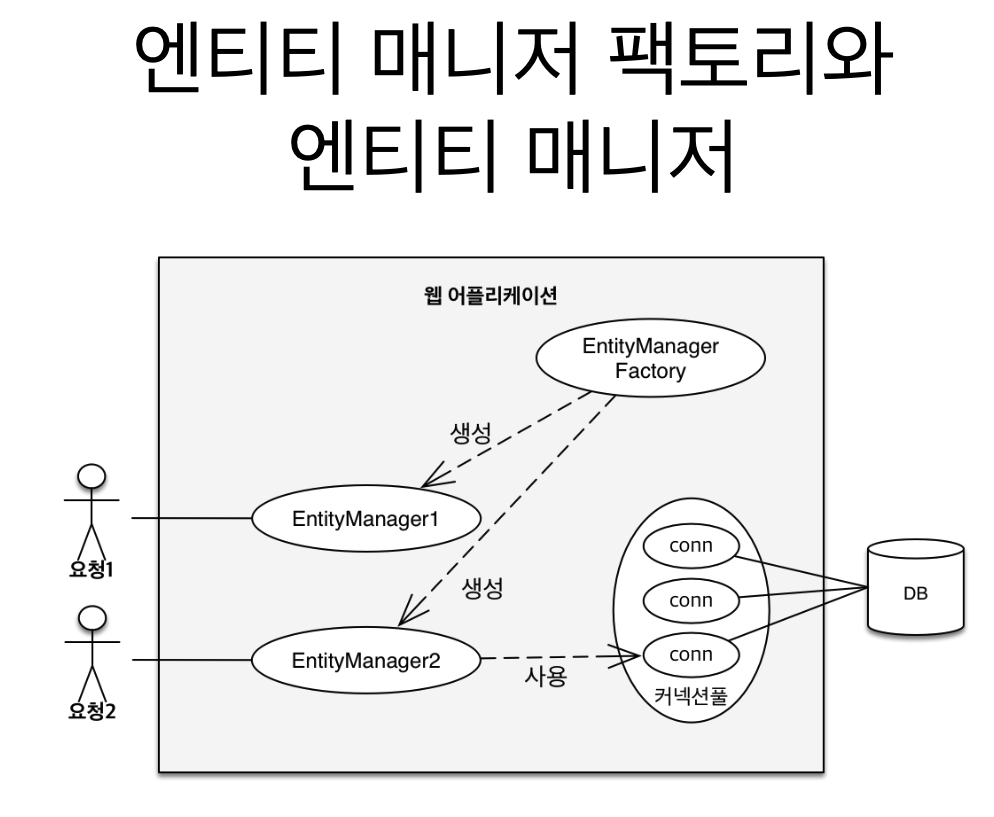 엔티티 매니저 팩토리와
엔티티 매니저
웹 어플리케이션
EntityManager
Factory
생성
EntityManager1
요청1
conn
conn
conn
커넥션풀
DB
생성
EntityManager2
사용
요청2